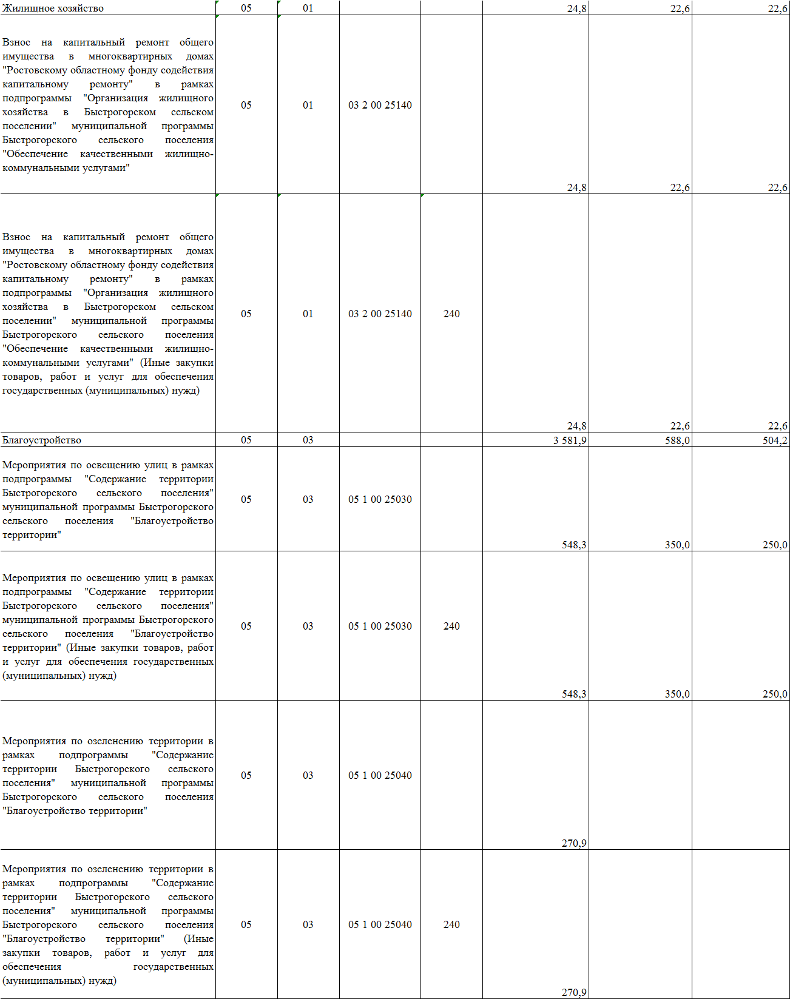 Жилищное хозяйство 05 01 24,8 22,6 22,6
Взнос на капитальный ремонт общего
имущества в многоквартирных домах
"Ростовскому областному фонду содействия
капитальному ремонту" в рамках
подпрограммы "Организация жилищного
хозяйства в Быстрогорском сельском
поселении" муниципальной программы
Быстрогорского сельского поселения
"Обеспечение качественными жилищно-
коммунальными услугами"
05 01 03 2 00 25140
24,8 22,6 22,6
Взнос на капитальный ремонт общего
имущества в многоквартирных домах
"Ростовскому областному фонду содействия
капитальному ремонту" в рамках
подпрограммы "Организация жилищного
хозяйства в Быстрогорском сельском
поселении" муниципальной программы
Быстрогорского сельского поселения
"Обеспечение качественными жилищно-
коммунальными услугами" (Иные закупки
товаров, работ и услуг для обеспечения
государственных (муниципальных) нужд)
05 01 03 2 00 25140 240
24,8 22,6 22,6
Благоустройство 05 03 3 581,9 588,0 504,2
Мероприятия по освещению улиц в рамках
подпрограммы "Содержание территории
Быстрогорского сельского поселения"
муниципальной программы Быстрогорского
сельского поселения "Благоустройство
территории"
05 03 05 1 00 25030
548,3 350,0 250,0
Мероприятия по освещению улиц в рамках
подпрограммы "Содержание территории
Быстрогорского сельского поселения"
муниципальной программы Быстрогорского
сельского поселения "Благоустройство
территории" (Иные закупки товаров, работ
и услуг для обеспечения государственных
(муниципальных) нужд)
05 03 05 1 00 25030 240
548,3 350,0 250,0
Мероприятия по озеленению территории в
рамках подпрограммы "Содержание
территории Быстрогорского сельского
поселения" муниципальной программы
Быстрогорского сельского поселения
"Благоустройство территории"
05 03 05 1 00 25040
270,9
Мероприятия по озеленению территории в
рамках подпрограммы "Содержание
территории Быстрогорского сельского
поселения" муниципальной программы
Быстрогорского сельского поселения
"Благоустройство территории" (Иные
закупки товаров, работ и услуг для
обеспечения государственных
(муниципальных) нужд)
05 03 05 1 00 25040 240
270,9